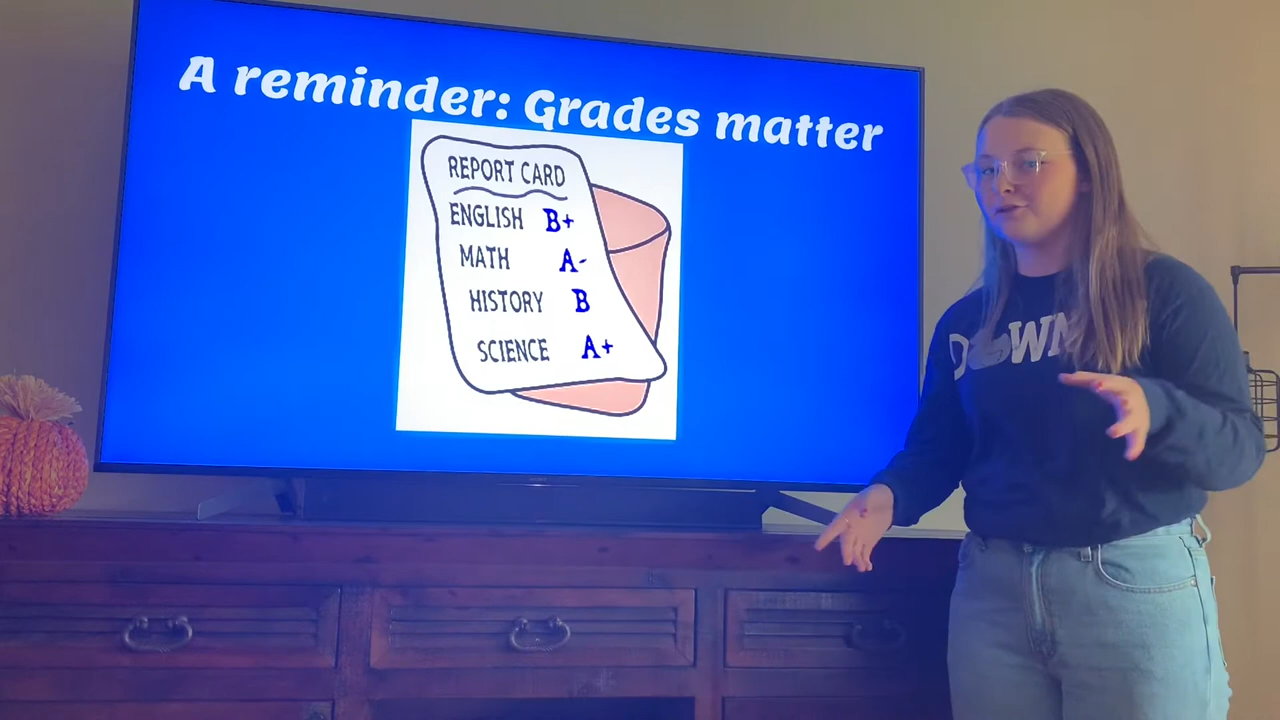 A reminder: Grades matter
REPORT CARD
ENGLISH B+
MATH A-
HISTORY B
SCIENCE A+